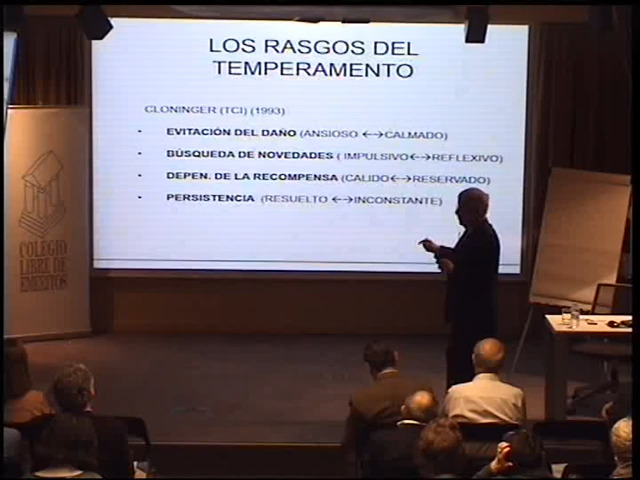 LOS RASGOS DEL
TEMPERAMENTO
CLONINGER (TCI) (1993)
• EVITACIÓN DEL DAÑO (ANSIOSO ↔CALMADO)
• BÚSQUEDA DE NOVEDADES ( IMPULSIVO↔REFLEXIVO)
• DEPEN. DE LA RECOMPENSA (CALIDO↔RESERVADO)
• PERSISTENCIA (RESUELTO ↔INCONSTANTE)
COLEGIO
LIBRE DE
EMERITOS